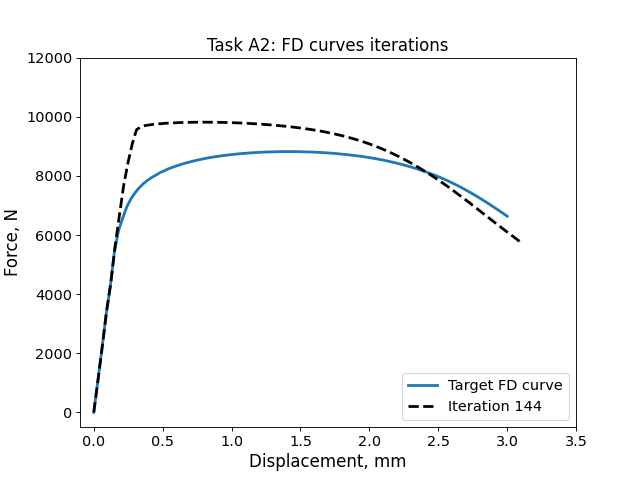 Task A2: FD curves iterations
12000
10000
8000
6000
4000
2000
0
Force, N
0.0 0.5 1.0 1.5 2.0 2.5 3.0 3.5
Displacement, mm
Target FD curve
Iteration 144